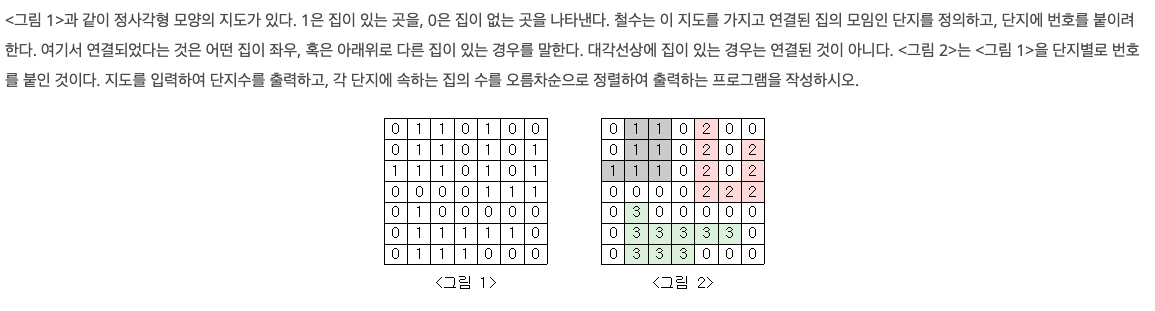 <그림 1>과 같이 정사각형 모양의 지도가 있다. 1은 집이 있는 곳을, 0은 집이 없는 곳을 나타낸다. 철수는 이 지도를 가지고 연결된 집의 모임인 단지를 정의하고, 단지에 번호를 붙이려
한다. 여기서 연결되었다는 것은 어떤 집이 좌우, 혹은 아래위로 다른 집이 있는 경우를 말한다. 대각선상에 집이 있는 경우는 연결된 것이 아니다. <그림 2>는 <그림 1>을 단지별로 번호
를 붙인 것이다. 지도를 입력하여 단지수를 출력하고, 각 단지에 속하는 집의 수를 오름차순으로 정렬하여 출력하는 프로그램을 작성하시오.
0 1 1 0 1 0 0
0 1 1 0 1 0 1
1 1 1 0 1 0 1
0 0 0 0 1 1 1
0 1 0 0 0 0 0
0 1 1 1 1 1 0
0 1 1 1 0 0 0
<그림 1>
0 1 1 0 2 0 0
0 1 1 0 2 0 2
1 1 1 0 2 0 2
0 0 0 0 2 2 2
0 3 0 0 0 0 0
0 3 3 3 3 3 0
0 3 3 3 0 0 0
<그림 2>